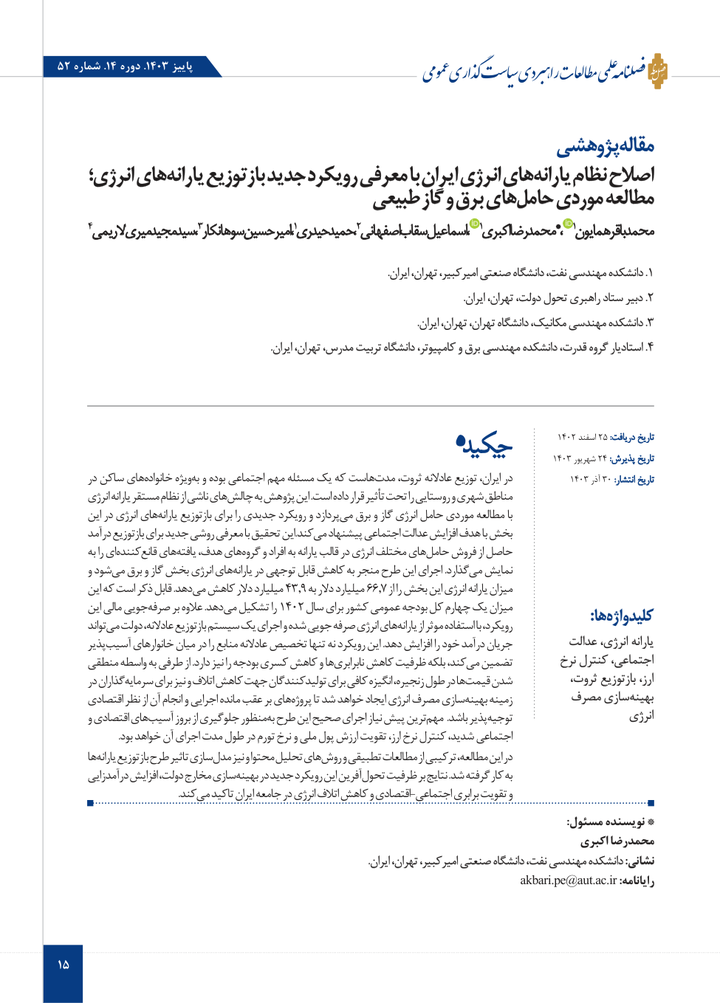 فصلنامه علمی مطالعات راهبردی سیاست گذاری عمومی
پاییز ۱۴۰۳. دوره ۱۴. شماره ۵۲
مقاله پژوهشی
اصلاح نظام یارانه‌های انرژی ایران با معرفی رویکرد جدید باز توزیع یارانه‌های انرژی؛
مطالعه موردی حامل‌های برق و گاز طبیعی
محمدباقر همایون۱، *محمدرضا اکبری۱، اسماعیل سقاب اصفهانی۲، حمید حیدری۱، امیرحسین سوهانکار۳، سیدمجید میری لاریمی۴
۱. دانشکده مهندسی نفت، دانشگاه صنعتی امیرکبیر، تهران، ایران.
۲. دبیر ستاد راهبری تحول دولت، تهران، ایران.
۳. دانشکده مهندسی مکانیک، دانشگاه تهران، تهران، ایران.
۴. استادیار گروه قدرت، دانشکده مهندسی برق و کامپیوتر، دانشگاه تربیت مدرس، تهران، ایران.
تاریخ دریافت: ۲۵ اسفند ۱۴۰۲
تاریخ پذیرش: ۲۴ شهریور ۱۴۰۳
تاریخ انتشار: ۳۰ آذر ۱۴۰۳
کلیدواژه‌ها:
یارانه انرژی، عدالت
اجتماعی، کنترل نرخ
ارز، بازتوزیع ثروت،
بهینه‌سازی مصرف
انرژی
چکیده
در ایران، توزیع عادلانه ثروت، مدت‌هاست که یک مسئله مهم اجتماعی بوده و به‌ویژه خانواده‌های ساکن در
مناطق شهری و روستایی را تحت تأثیر قرار داده است. این پژوهش به چالش‌های ناشی از نظام مستقر یارانه انرژی
با مطالعه موردی حامل انرژی گاز و برق می‌پردازد و رویکرد جدیدی را برای بازتوزیع یارانه‌های انرژی در این
بخش با هدف افزایش عدالت اجتماعی پیشنهاد می‌کند.این تحقیق با معرفی روشی جدید برای باز توزیع درآمد
حاصل از فروش حامل‌های مختلف انرژی در قالب یارانه به افراد و گروه‌های هدف، یافته‌های قانع‌کننده‌ای را به
نمایش می‌گذارد. اجرای این طرح منجر به کاهش قابل توجهی در یارانه‌های انرژی بخش گاز و برق می‌شود و
میزان یارانه انرژی این بخش را از ۶۶٫۷ میلیارد دلار به ۴۳٫۹ میلیارد دلار کاهش می‌دهد. قابل ذکر است که این
میزان یک چهارم کل بودجه عمومی کشور برای سال ۱۴۰۲ را تشکیل می‌دهد. علاوه بر صرفه‌جویی مالی این
رویکرد، با استفاده موثر از یارانه‌های انرژی صرفه جویی شده و اجرای یک سیستم باز توزیع عادلانه، دولت می‌تواند
جریان درآمد خود را افزایش دهد. این رویکرد نه تنها تخصیص عادلانه منابع را در میان خانوارهای آسیب‌پذیر
تضمین می‌کند، بلکه ظرفیت کاهش نابرابری‌ها و کاهش کسری بودجه را نیز دارد. از طرفی به واسطه منطقی
شدن قیمت‌ها در طول زنجیره، انگیزه کافی برای تولیدکنندگان جهت کاهش اتلاف و نیز برای سرمایه گذاران در
زمینه بهینه‌سازی مصرف انرژی ایجاد خواهد شد تا پروژه‌های بر عقب مانده اجرایی و انجام آن از نظر اقتصادی
توجیه‌پذیر باشد. مهم‌ترین پیش نیاز اجرای صحیح این طرح به‌منظور جلوگیری از بروز آسیب‌های اقتصادی و
اجتماعی شدید، کنترل نرخ ارز، تقویت ارزش پول ملی و نرخ تورم در طول مدت اجرای آن خواهد بود.
در این مطالعه، ترکیبی از مطالعات تطبیقی و روش‌های تحلیل محتوا و نیز مدل‌سازی تاثیر طرح باز توزیع یارانه‌ها
به کار گرفته شد. نتایج بر ظرفیت تحول‌آفرین این رویکرد جدید در بهینه‌سازی مخارج دولت، افزایش درآمدزایی
و تقویت برابری اجتماعی-اقتصادی و کاهش اتلاف انرژی در جامعه ایران تاکید می‌کند.
* نویسنده مسئول:
محمدرضا اکبری
نشانی: دانشکده مهندسی نفت، دانشگاه صنعتی امیرکبیر، تهران، ایران.
رایانامه: akbari.pe@aut.ac.ir
۱۵